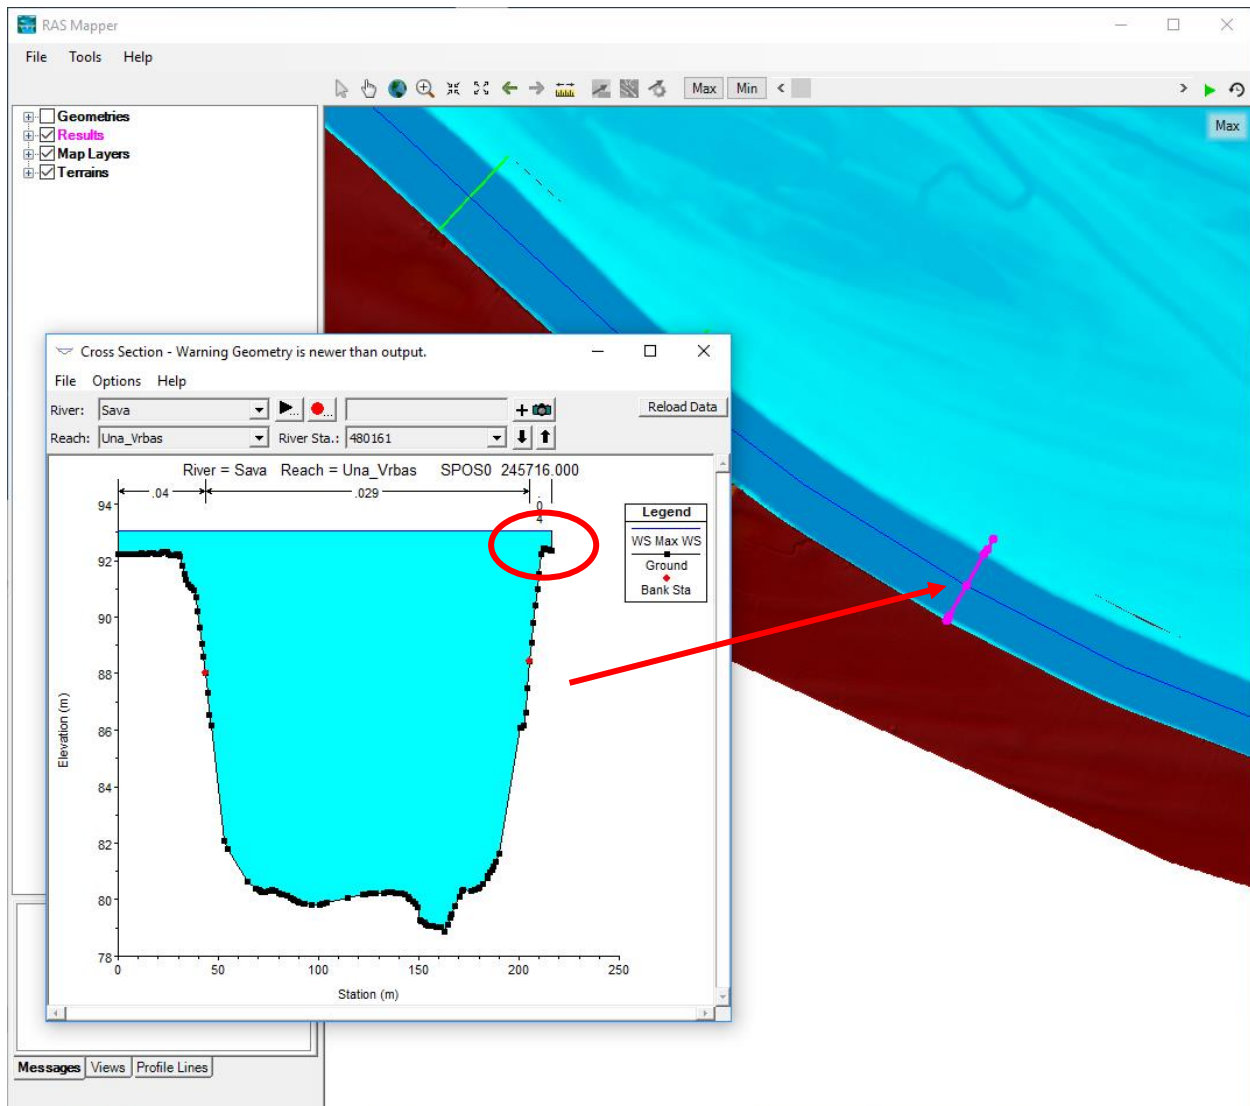 RAS Mapper
File Tools Help
Max Min <
>
Geometries
Results
Map Layers
Terrains
Max
Cross Section - Warning Geometry is newer than output.
File Options Help
River: Sava
Reload Data
Reach: Una_Vrbas River Sta.: 480161
River = Sava Reach = Una_Vrbas SPOS0 245716.000
.04 .029 .04
Legend
WS Max WS
Ground
Bank Sta
94
92
90
88
86
84
82
80
78
Elevation (m)
0 50 100 150 200 250
Station (m)
Messages Views Profile Lines